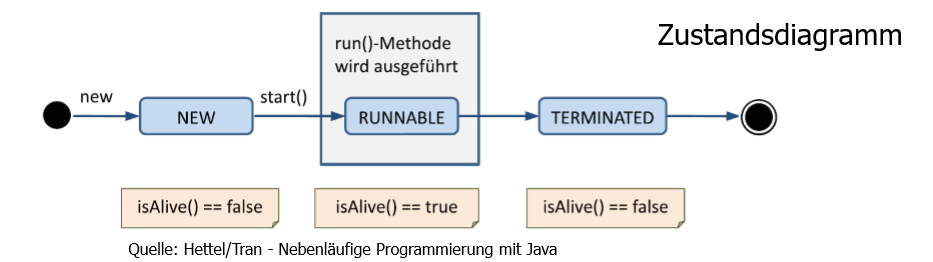 Zustandsdiagramm
run()-Methode
wird ausgeführt
new
start()
NEW
RUNNABLE
TERMINATED
isAlive() == false
isAlive() == true
isAlive() == false
Quelle: Hettel/Tran - Nebenläufige Programmierung mit Java